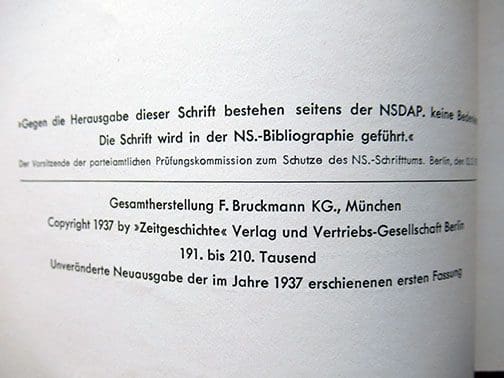 »Gegen die Herausgabe dieser Schrift bestehen seitens der NSDAP. keine
Die Schrift wird in der NS.-Bibliographie geführt.«
Der Vorsitzende der parteiamtlichen Prüfungskommission zum Schutze des NS.-Schrifttums. Berlin, den
Gesamtherstellung F. Bruckmann KG., München
Copyright 1937 by »Zeitgeschichte« Verlag und Vertriebs-Gesellschaft Berlin
191. bis 210. Tausend
Unveränderte Neuausgabe der im Jahre 1937 erschienenen ersten Fassung